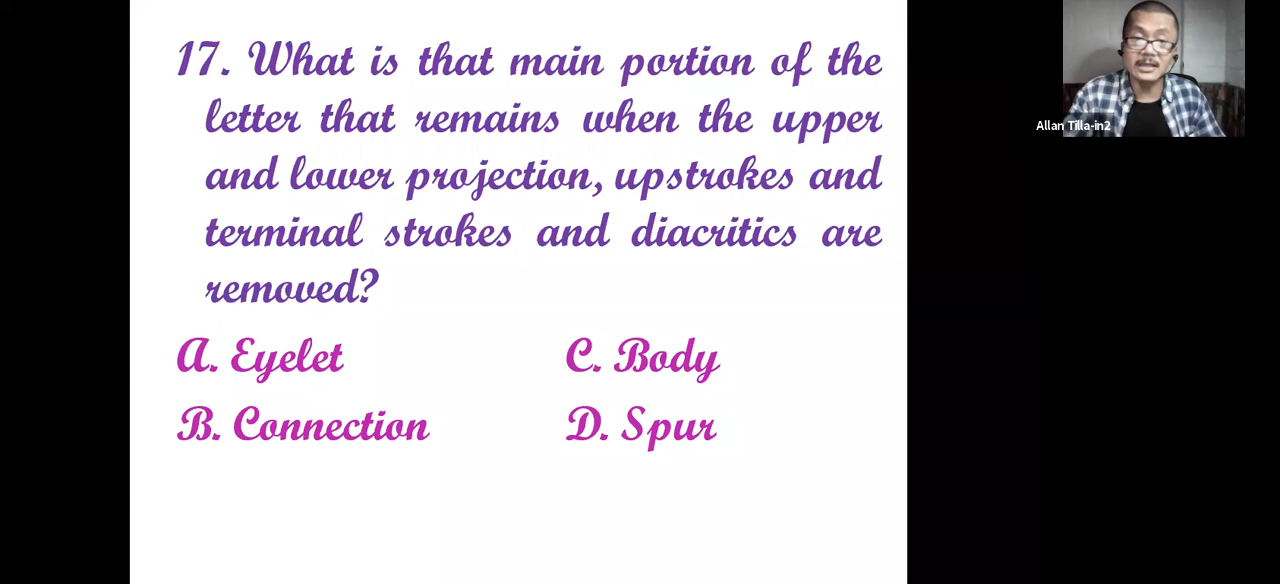 17. What is that main portion of the
letter that remains when the upper
and lower projection, upstrokes and
terminal strokes and diacritics are
removed?
A. Eyelet
C. Body
B. Connection
D. Spur
Allan Tilla-in2